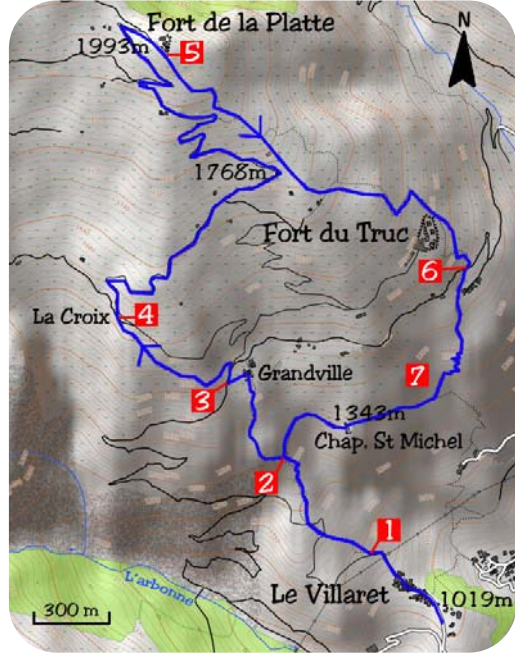 Fort de la Platte
N
1993m
5
1768m
Fort du Truc
6
La Croix
4
Grandville
7
3
1343m
Chap. St Michel
2
1
Le Villaret
L'arbonne
1019m
300 m